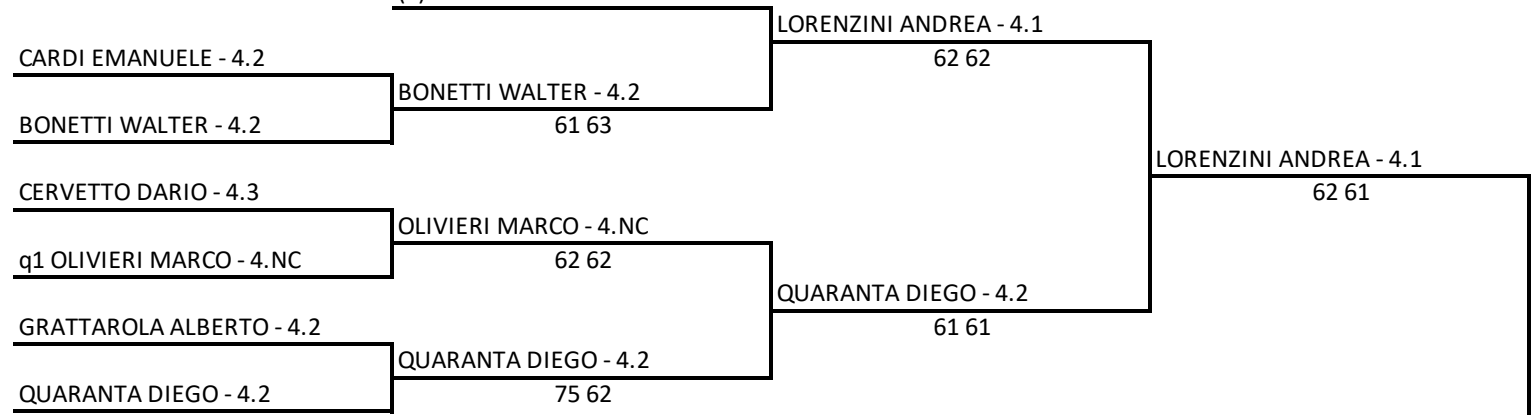 LORENZINI ANDREA - 4.1
62 62
CARDI EMANUELE - 4.2
BONETTI WALTER - 4.2
61 63
BONETTI WALTER - 4.2
LORENZINI ANDREA - 4.1
62 61
CERVETTO DARIO - 4.3
OLIVIERI MARCO - 4.NC
62 62
q1 OLIVIERI MARCO - 4.NC
QUARANTA DIEGO - 4.2
61 61
GRATTAROLA ALBERTO - 4.2
QUARANTA DIEGO - 4.2
75 62
QUARANTA DIEGO - 4.2